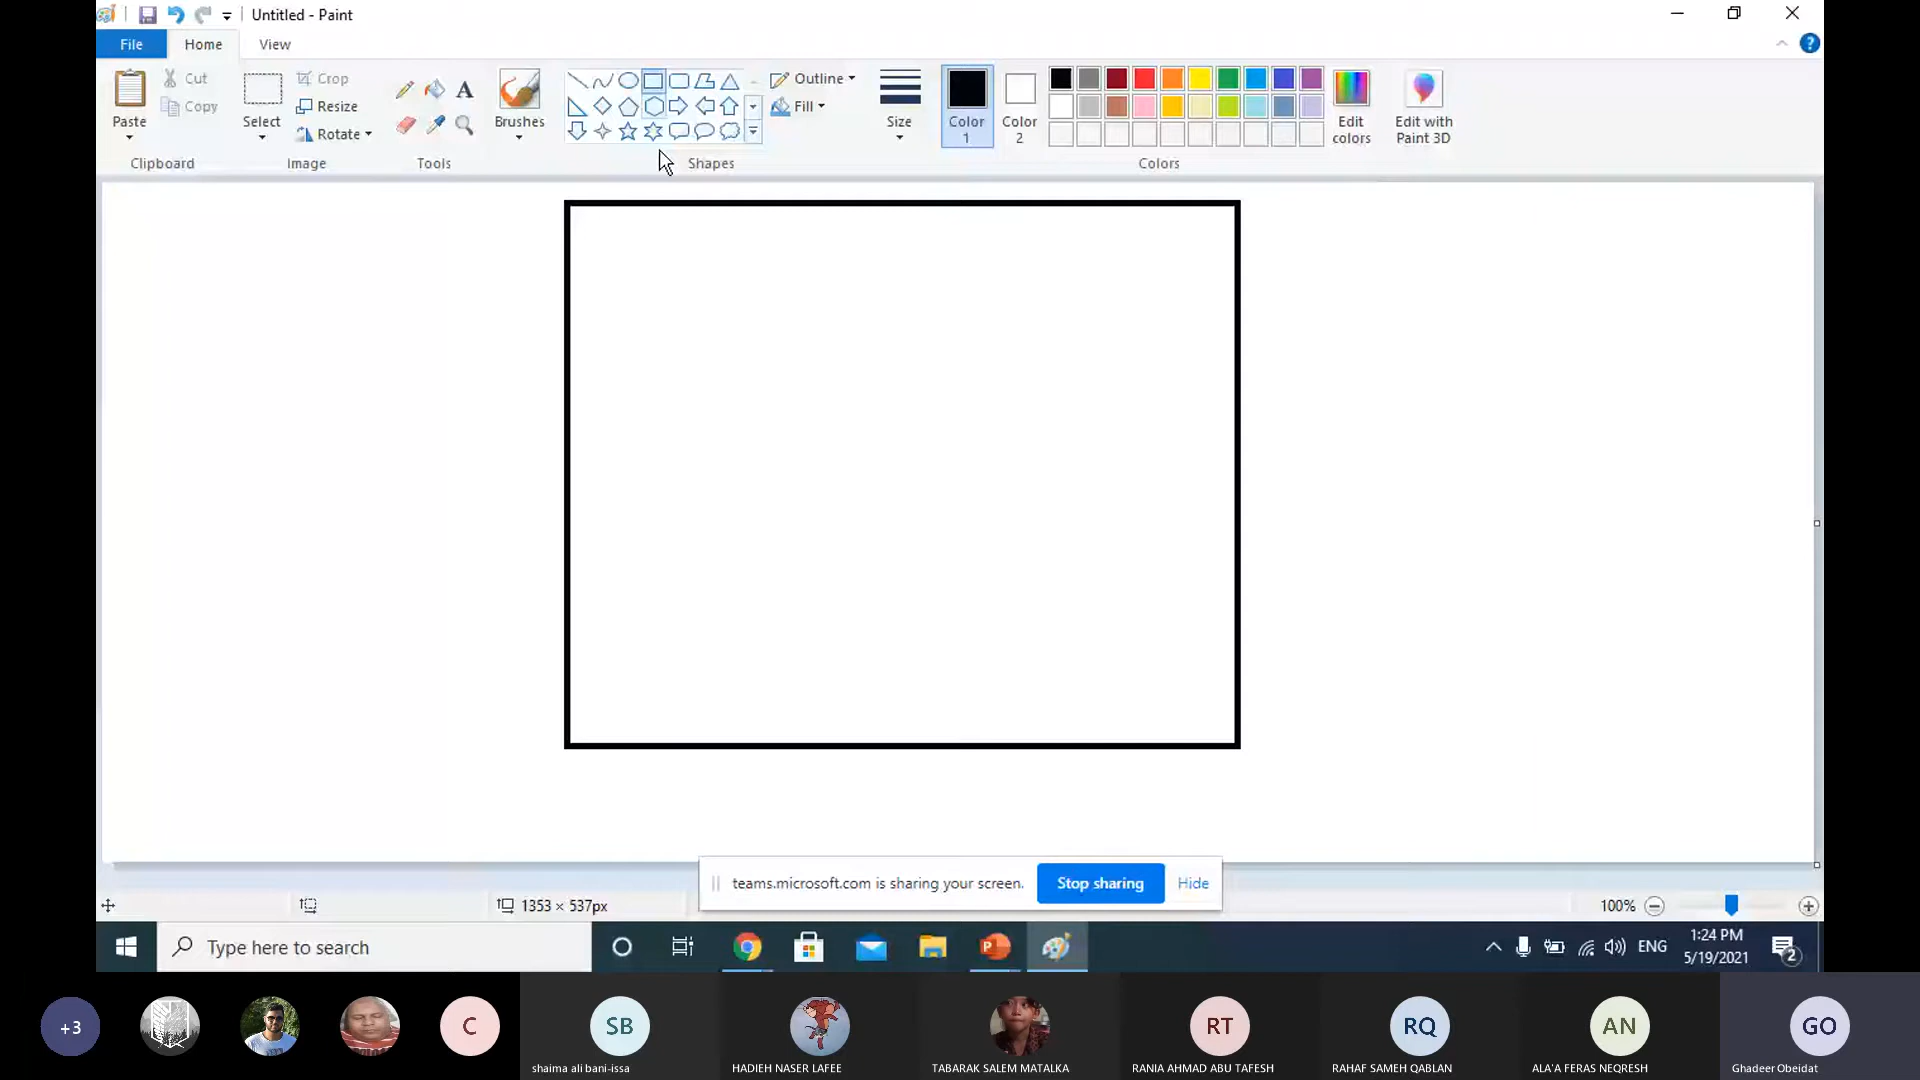 Untitled - Paint
File Home View
Paste
Cut
Copy
Clipboard
Select
Crop
Resize
Rotate
Image
Tools
A
Brushes
Shapes
Outline
Fill
Size
Color 1
Color 2
Colors
Edit colors
Edit with Paint 3D
teams.microsoft.com is sharing your screen.
Stop sharing
Hide
1353 × 537px
100%
Type here to search
ENG
1:24 PM
5/19/2021
2
+3
C
SB
RT
RQ
AN
GO
shaima ali bani-issa
HADIEH NASER LAFEE
TABARAK SALEM MATALKA
RANIA AHMAD ABU TAFESH
RAHAF SAMEH QABLAN
ALA'A FERAS NEQRESH
Ghadeer Obeidat